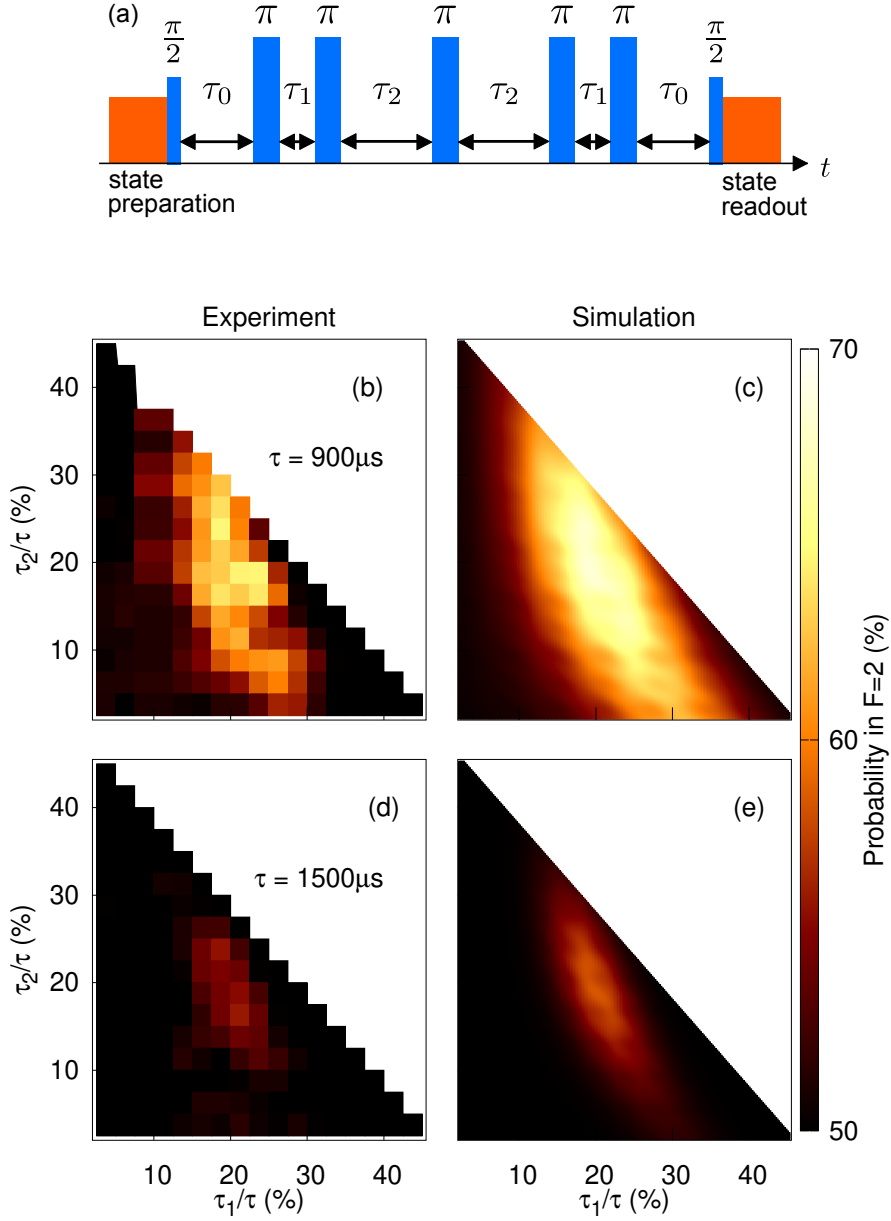 (a)
π/2 π π π π π π/2
τ0 τ1 τ2 τ2 τ1 τ0
t
state
preparation
state
readout
Experiment
Simulation
(b)
τ = 900μs
(c)
τ2/τ (%)
40
30
20
10
(d)
τ = 1500μs
(e)
τ2/τ (%)
40
30
20
10
10 20 30 40
τ1/τ (%)
10 20 30 40
τ1/τ (%)
70
60
50
Probability in F=2 (%)